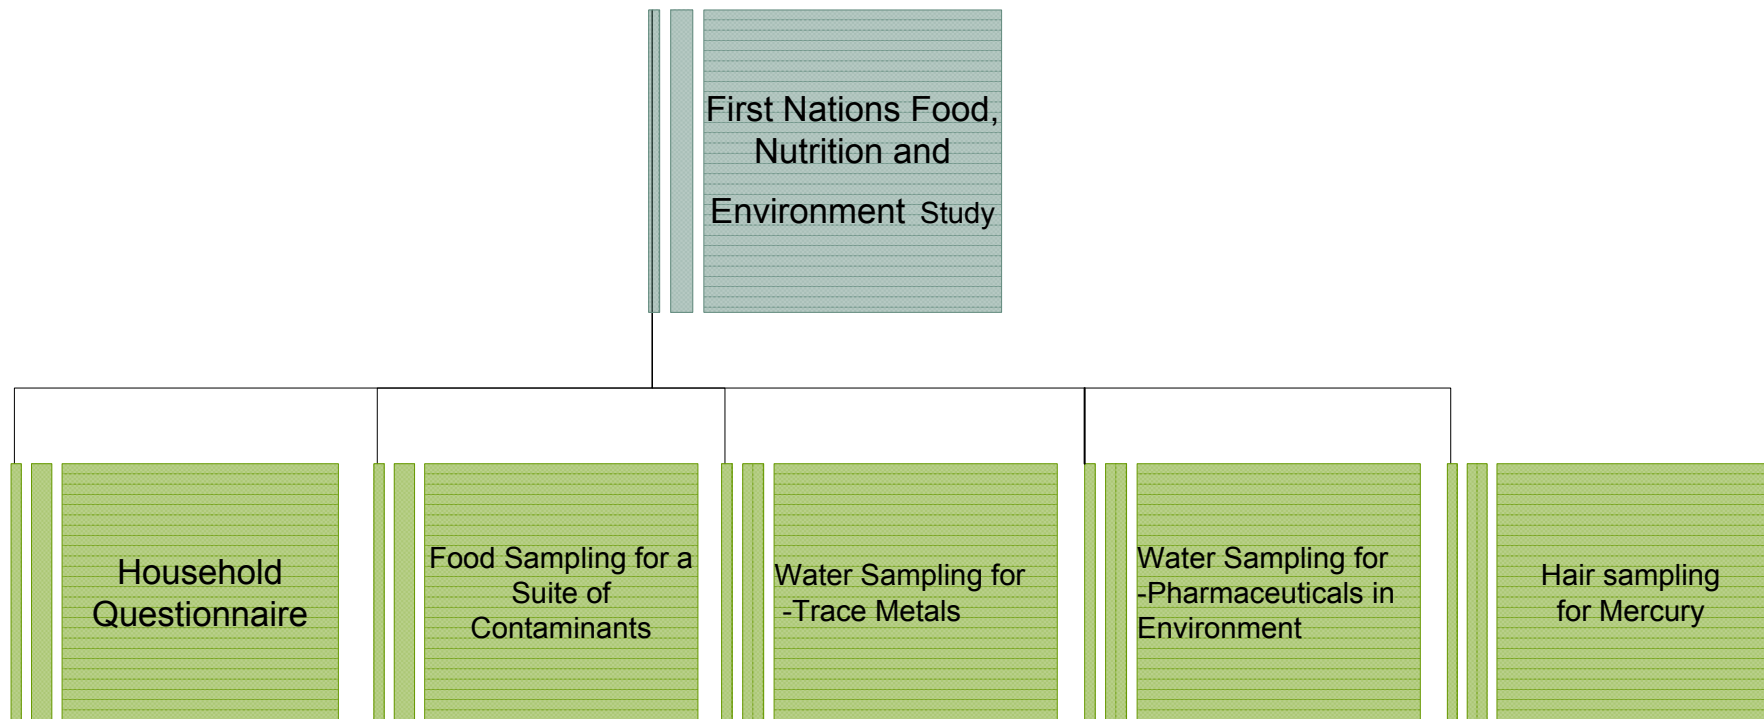 First Nations Food,
Nutrition and
Environment Study
Household
Questionnaire
Food Sampling for a
Suite of
Contaminants
Water Sampling for
-Trace Metals
Water Sampling for
-Pharmaceuticals in
Environment
Hair sampling
for Mercury